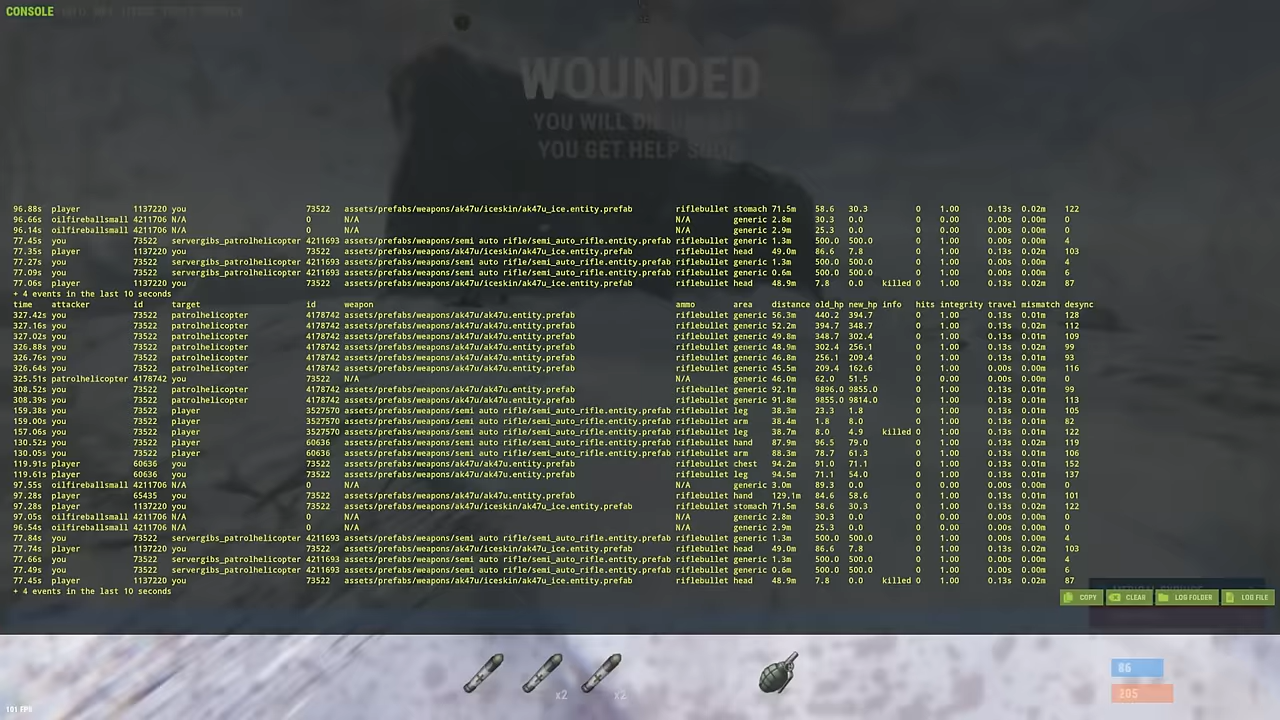 CONSOLE
WOUNDED
YOU WILL DIE UNLESS
YOU GET HELP SOON
96.88s player 1137220 you 73522 assets/prefabs/weapons/ak47u/iceskin/ak47u_ice.entity.prefab riflebullet stomach 71.5m 58.6 30.3 0 1.00 0.13s 0.02m 122
96.66s oilfireballsmall 4211706 N/A 0 N/A N/A generic 2.8m 30.3 0.0 0 1.00 0.00s 0.00m 0
96.14s oilfireballsmall 4211706 N/A 0 N/A N/A generic 2.9m 25.3 0.0 0 1.00 0.00s 0.00m 0
77.45s you 73522 servergibs_patrolhelicopter 4211693 assets/prefabs/weapons/semi auto rifle/semi_auto_rifle.entity.prefab riflebullet generic 1.3m 500.0 500.0 0 1.00 0.00s 0.00m 4
77.35s player 1137220 you 73522 assets/prefabs/weapons/ak47u/iceskin/ak47u_ice.entity.prefab riflebullet head 49.0m 86.6 7.8 0 1.00 0.13s 0.02m 103
77.27s you 73522 servergibs_patrolhelicopter 4211693 assets/prefabs/weapons/semi auto rifle/semi_auto_rifle.entity.prefab riflebullet generic 1.3m 500.0 500.0 0 1.00 0.00s 0.00m 4
77.09s you 73522 servergibs_patrolhelicopter 4211693 assets/prefabs/weapons/semi auto rifle/semi_auto_rifle.entity.prefab riflebullet generic 0.6m 500.0 500.0 0 1.00 0.00s 0.00m 6
77.06s player 1137220 you 73522 assets/prefabs/weapons/ak47u/iceskin/ak47u_ice.entity.prefab riflebullet head 48.9m 7.8 0.0 killed 0 1.00 0.13s 0.02m 87
+ 4 events in the last 10 seconds
time attacker id target id weapon ammo area distance old_hp new_hp info hits integrity travel mismatch desync
327.42s you 73522 patrolhelicopter 4178742 assets/prefabs/weapons/ak47u/ak47u.entity.prefab riflebullet generic 56.3m 440.2 394.7 0 1.00 0.13s 0.01m 128
327.16s you 73522 patrolhelicopter 4178742 assets/prefabs/weapons/ak47u/ak47u.entity.prefab riflebullet generic 52.2m 394.7 348.7 0 1.00 0.13s 0.02m 112
327.02s you 73522 patrolhelicopter 4178742 assets/prefabs/weapons/ak47u/ak47u.entity.prefab riflebullet generic 49.8m 348.7 302.4 0 1.00 0.13s 0.01m 109
326.88s you 73522 patrolhelicopter 4178742 assets/prefabs/weapons/ak47u/ak47u.entity.prefab riflebullet generic 48.9m 302.4 256.1 0 1.00 0.13s 0.02m 99
326.76s you 73522 patrolhelicopter 4178742 assets/prefabs/weapons/ak47u/ak47u.entity.prefab riflebullet generic 46.8m 256.1 209.4 0 1.00 0.13s 0.01m 93
326.64s you 73522 patrolhelicopter 4178742 assets/prefabs/weapons/ak47u/ak47u.entity.prefab riflebullet generic 45.5m 209.4 162.6 0 1.00 0.13s 0.01m 116
325.51s patrolhelicopter 4178742 you 73522 N/A N/A generic 46.0m 62.0 51.5 0 1.00 0.00s 0.00m 0
308.52s you 73522 patrolhelicopter 4178742 assets/prefabs/weapons/ak47u/ak47u.entity.prefab riflebullet generic 92.1m 9896.0 9855.0 0 1.00 0.13s 0.01m 99
308.39s you 73522 patrolhelicopter 4178742 assets/prefabs/weapons/ak47u/ak47u.entity.prefab riflebullet generic 91.8m 9855.0 9814.0 0 1.00 0.13s 0.01m 113
159.38s you 73522 player 3527570 assets/prefabs/weapons/semi auto rifle/semi_auto_rifle.entity.prefab riflebullet leg 38.3m 23.3 1.8 0 1.00 0.13s 0.01m 105
159.00s you 73522 player 3527570 assets/prefabs/weapons/semi auto rifle/semi_auto_rifle.entity.prefab riflebullet arm 38.4m 1.8 8.0 0 1.00 0.13s 0.01m 82
157.06s you 73522 player 3527570 assets/prefabs/weapons/semi auto rifle/semi_auto_rifle.entity.prefab riflebullet leg 38.7m 8.0 4.9 killed 0 1.00 0.13s 0.01m 122
130.52s you 73522 player 60636 assets/prefabs/weapons/semi auto rifle/semi_auto_rifle.entity.prefab riflebullet hand 87.9m 96.5 79.0 0 1.00 0.13s 0.02m 119
130.05s you 73522 player 60636 assets/prefabs/weapons/semi auto rifle/semi_auto_rifle.entity.prefab riflebullet arm 88.3m 78.7 61.3 0 1.00 0.13s 0.01m 106
119.91s player 60636 you 73522 assets/prefabs/weapons/ak47u/ak47u.entity.prefab riflebullet chest 94.2m 91.0 71.1 0 1.00 0.13s 0.02m 152
119.61s player 60636 you 73522 assets/prefabs/weapons/ak47u/ak47u.entity.prefab riflebullet leg 94.5m 71.1 54.0 0 1.00 0.13s 0.01m 137
97.55s oilfireballsmall 4211706 N/A 0 N/A N/A generic 3.0m 89.3 0.0 0 1.00 0.00s 0.00m 0
97.28s player 65435 you 73522 assets/prefabs/weapons/ak47u/ak47u.entity.prefab riflebullet hand 129.1m 84.6 58.6 0 1.00 0.13s 0.02m 101
97.28s player 1137220 you 73522 assets/prefabs/weapons/ak47u/iceskin/ak47u_ice.entity.prefab riflebullet stomach 71.5m 58.6 30.3 0 1.00 0.13s 0.02m 122
97.05s oilfireballsmall 4211706 N/A 0 N/A N/A generic 2.8m 30.3 0.0 0 1.00 0.00s 0.00m 0
96.54s oilfireballsmall 4211706 N/A 0 N/A N/A generic 2.9m 25.3 0.0 0 1.00 0.00s 0.00m 0
77.84s you 73522 servergibs_patrolhelicopter 4211693 assets/prefabs/weapons/semi auto rifle/semi_auto_rifle.entity.prefab riflebullet generic 1.3m 500.0 500.0 0 1.00 0.00s 0.00m 4
77.74s player 1137220 you 73522 assets/prefabs/weapons/ak47u/iceskin/ak47u_ice.entity.prefab riflebullet head 49.0m 86.6 7.8 0 1.00 0.13s 0.02m 103
77.66s you 73522 servergibs_patrolhelicopter 4211693 assets/prefabs/weapons/semi auto rifle/semi_auto_rifle.entity.prefab riflebullet generic 1.3m 500.0 500.0 0 1.00 0.00s 0.00m 4
77.49s you 73522 servergibs_patrolhelicopter 4211693 assets/prefabs/weapons/semi auto rifle/semi_auto_rifle.entity.prefab riflebullet generic 0.6m 500.0 500.0 0 1.00 0.00s 0.00m 6
77.45s player 1137220 you 73522 assets/prefabs/weapons/ak47u/iceskin/ak47u_ice.entity.prefab riflebullet head 48.9m 7.8 0.0 killed 0 1.00 0.13s 0.02m 87
+ 4 events in the last 10 seconds
COPY CLEAR LOG FOLDER LOG FILE
x2 x2
86
205
101 FPS